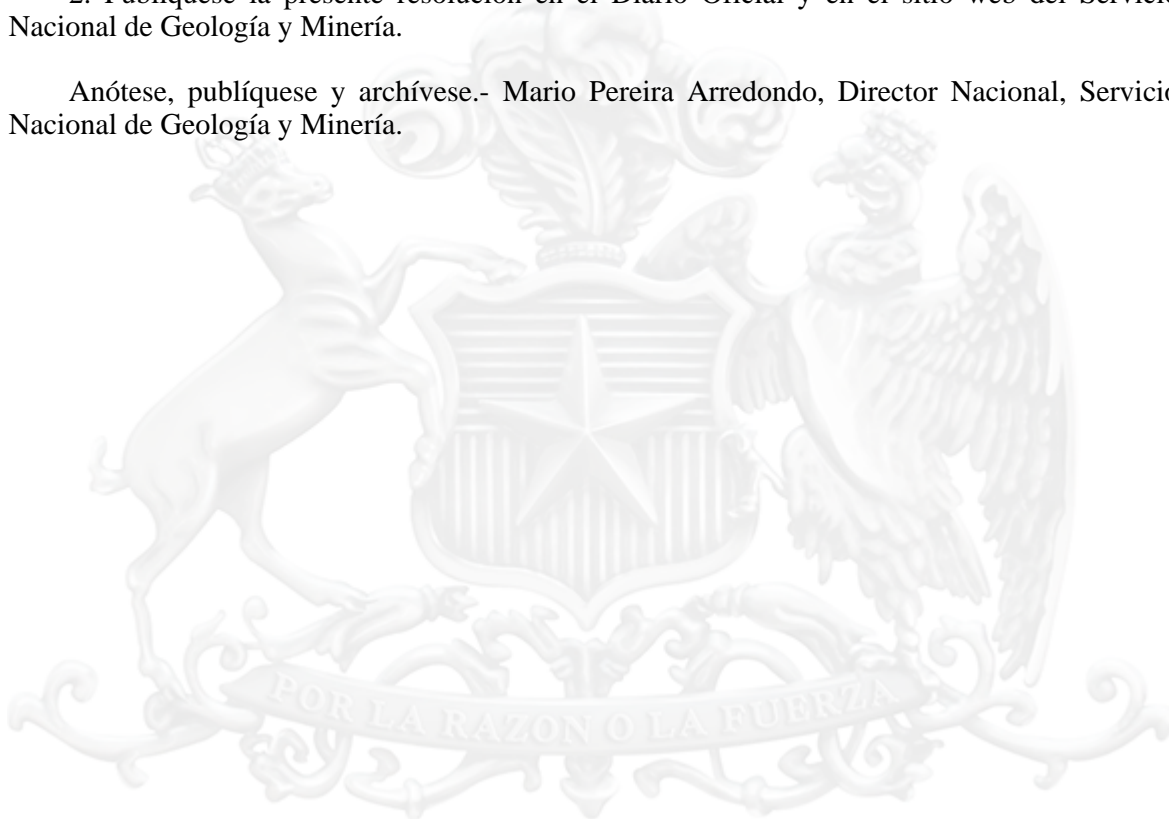 2. Publíquese la presente resolución en el Diario Oficial y en el sitio web del Servicio
Nacional de Geología y Minería.
Anótese, publíquese y archívese.- Mario Pereira Arredondo, Director Nacional, Servicio
Nacional de Geología y Minería.
POR LA RAZON O LA FUERZA